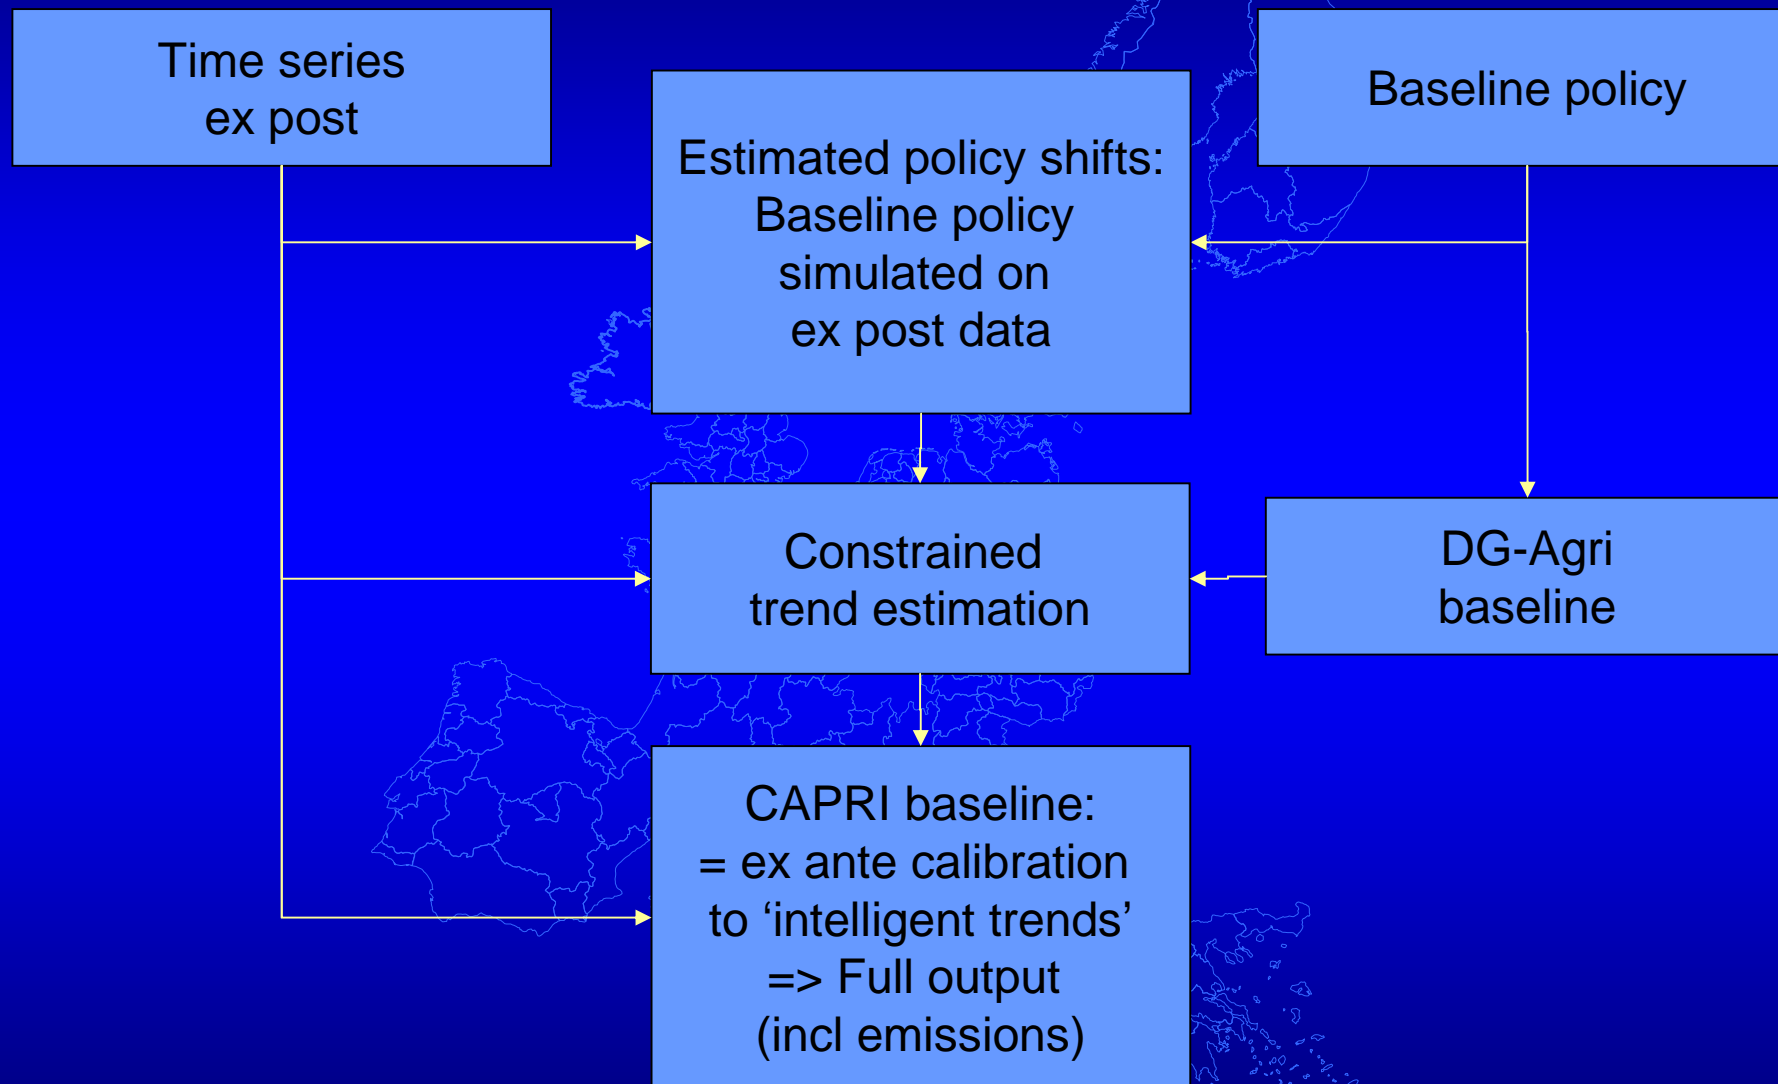 Time series
ex post
Estimated policy shifts:
Baseline policy
simulated on
ex post data
Baseline policy
Constrained
trend estimation
DG-Agri
baseline
CAPRI baseline:
= ex ante calibration
to ‘intelligent trends’
=> Full output
(incl emissions)